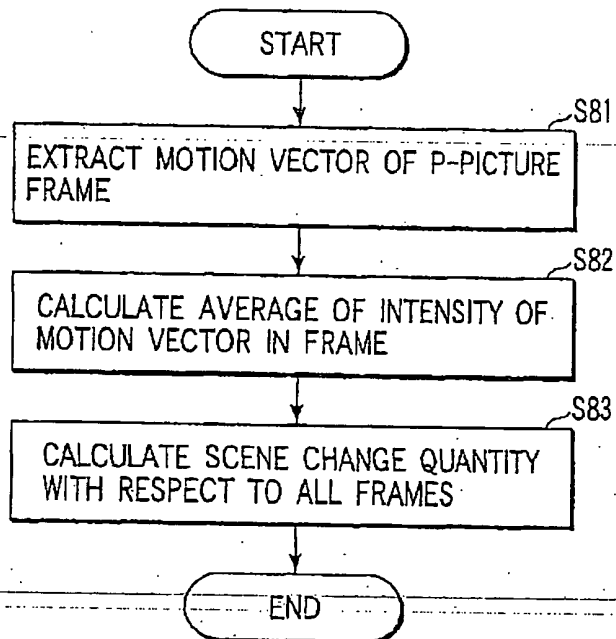 START
S81
EXTRACT MOTION VECTOR OF P-PICTURE
FRAME
S82
CALCULATE AVERAGE OF INTENSITY OF
MOTION VECTOR IN FRAME
S83
CALCULATE SCENE CHANGE QUANTITY
WITH RESPECT TO ALL FRAMES
END